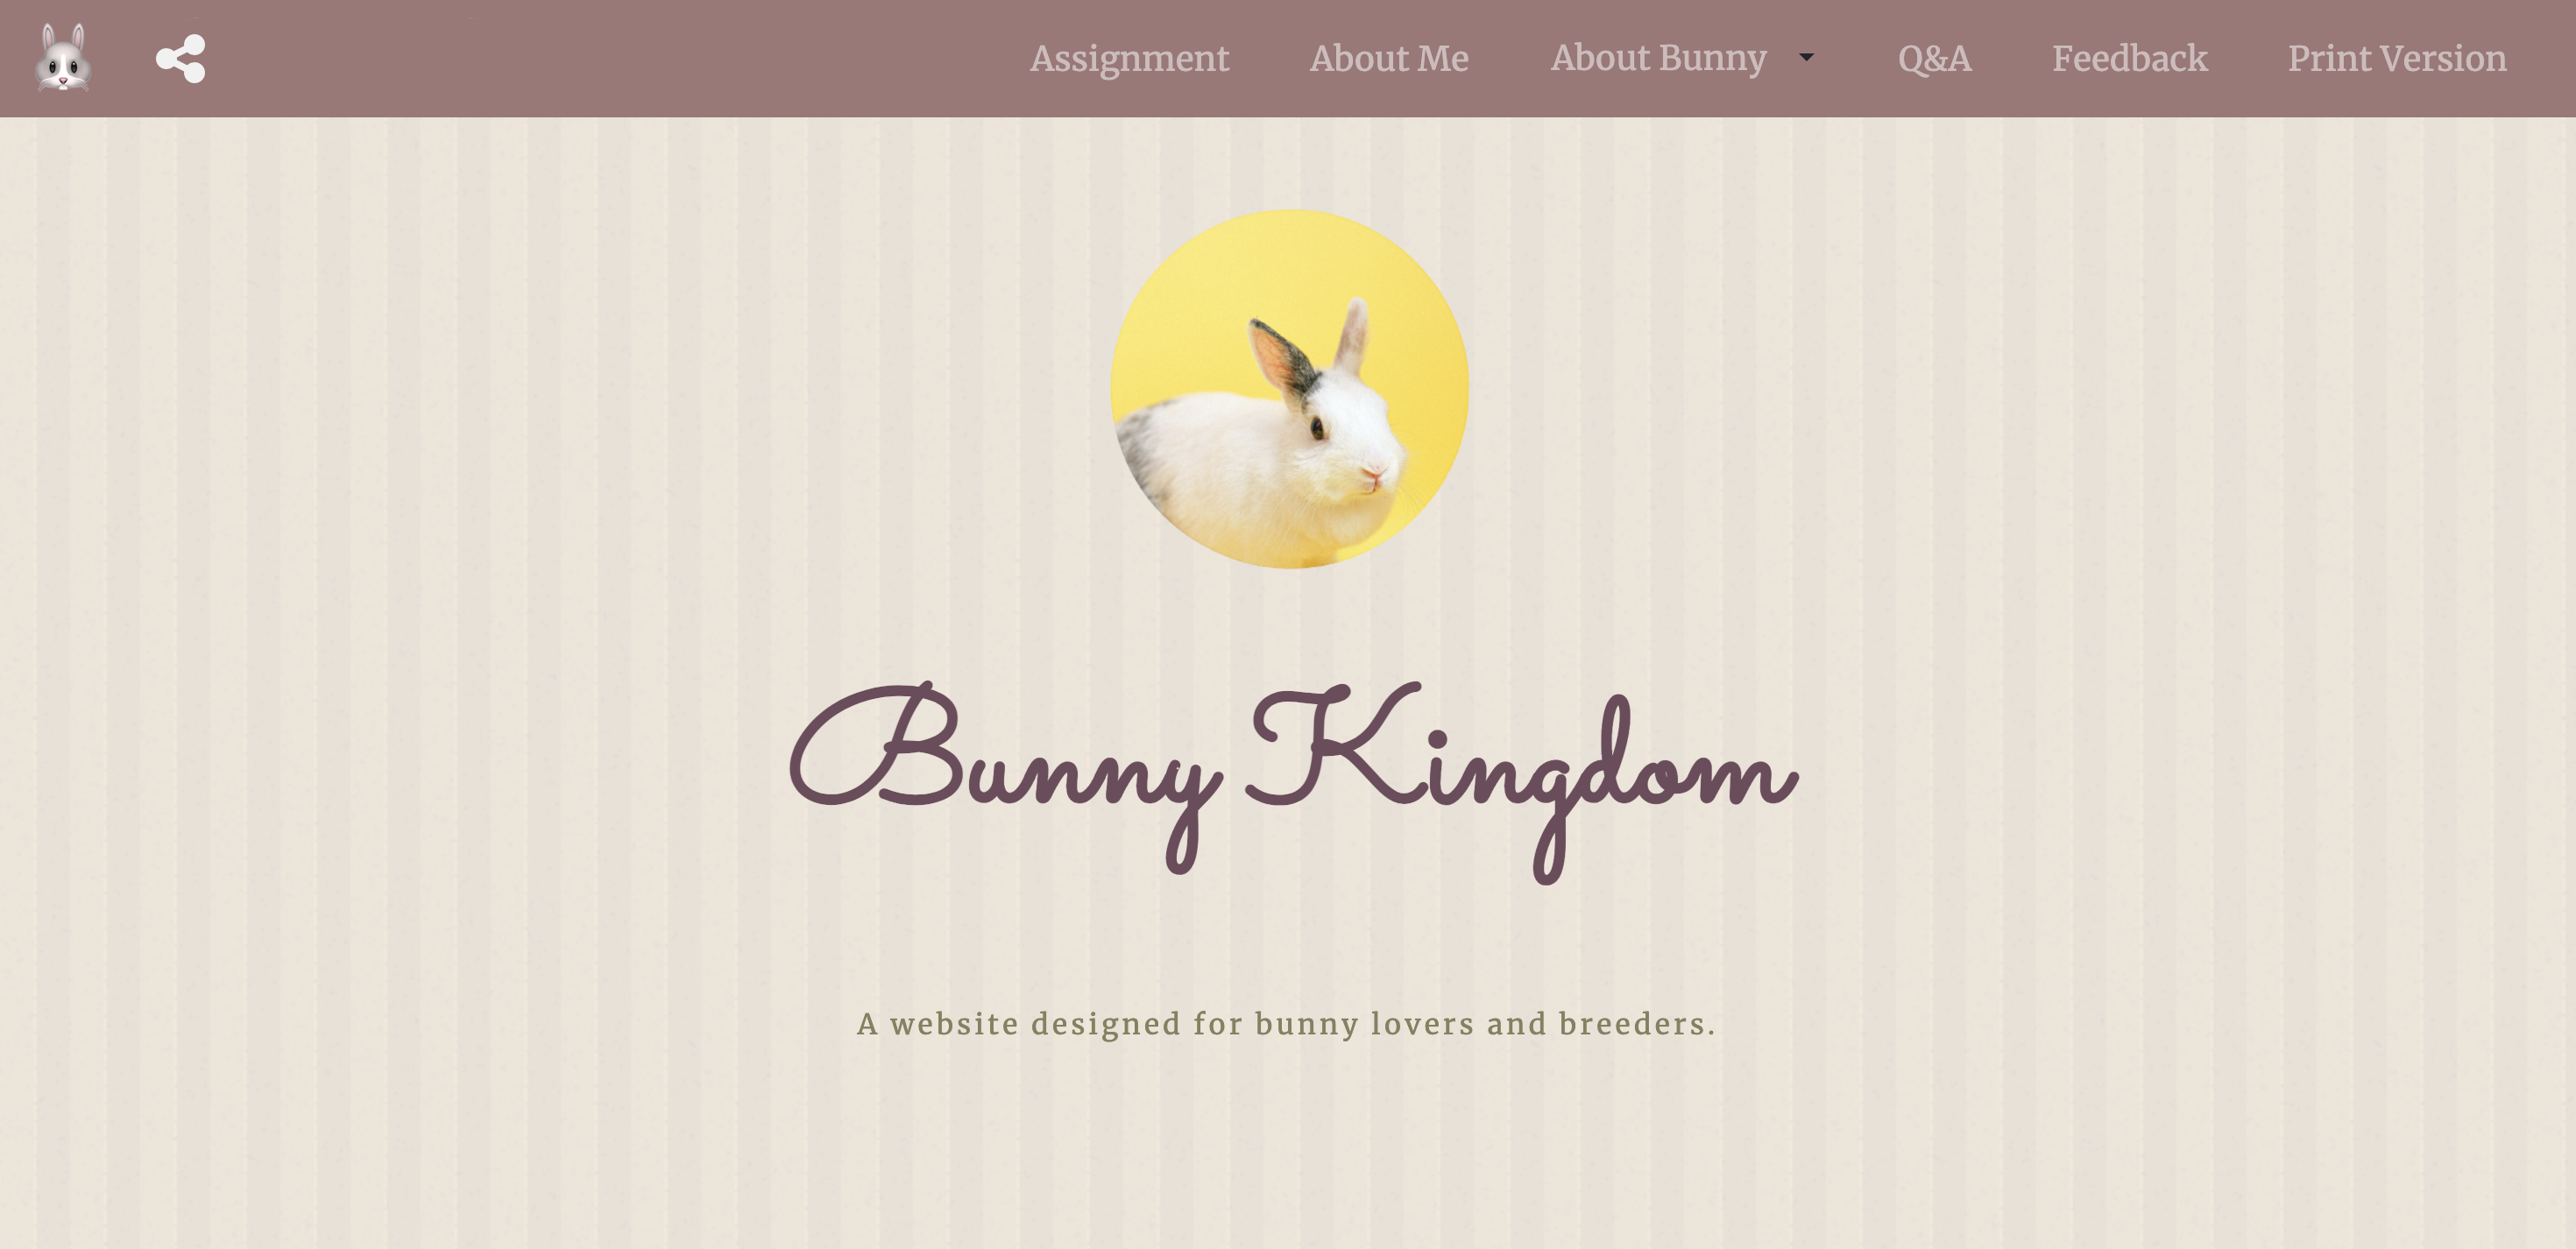 Assignment About Me About Bunny Q&A Feedback Print Version
Bunny Kingdom
A website designed for bunny lovers and breeders.